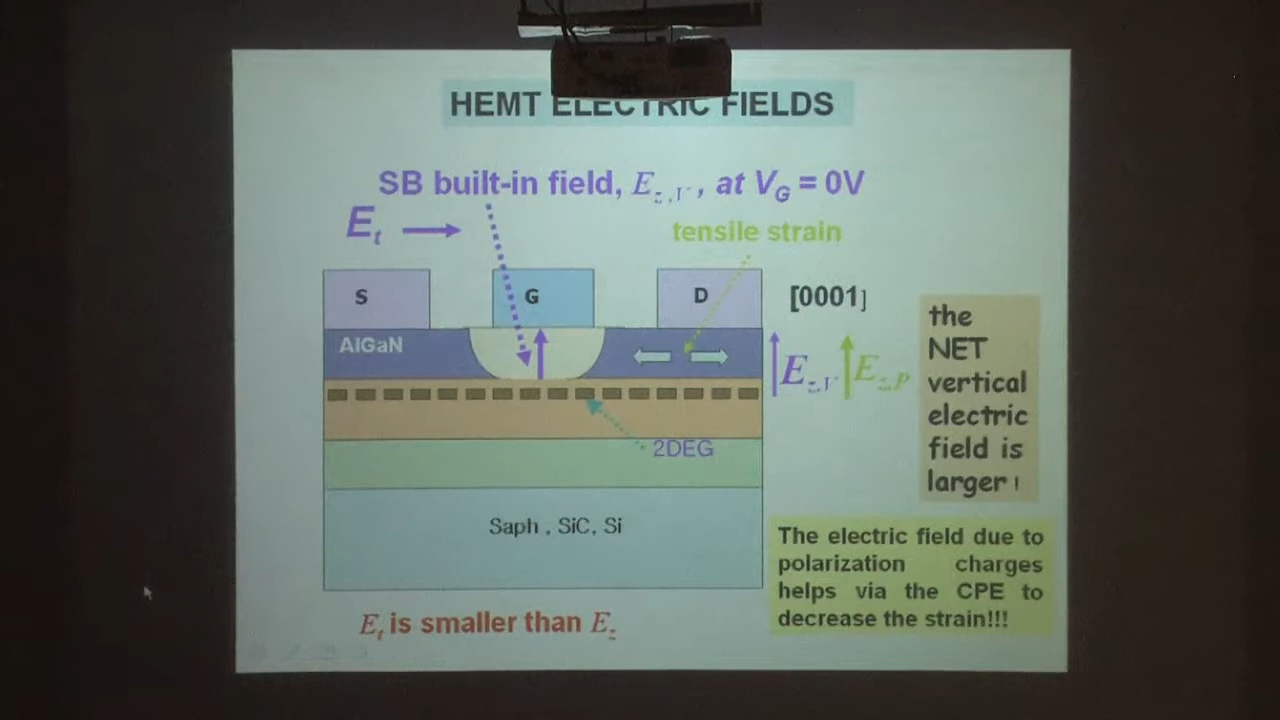 HEMT ELECTRIC FIELDS
SB built-in field, E z,V, at VG = 0V
Et
tensile strain
S
G
D
[0001]
AlGaN
Ez,V
Ez,P
2DEG
Saph , SiC, Si
Et is smaller than Ez
the
NET
vertical
electric
field is
larger !
The electric field due to
polarization charges
helps via the CPE to
decrease the strain!!!